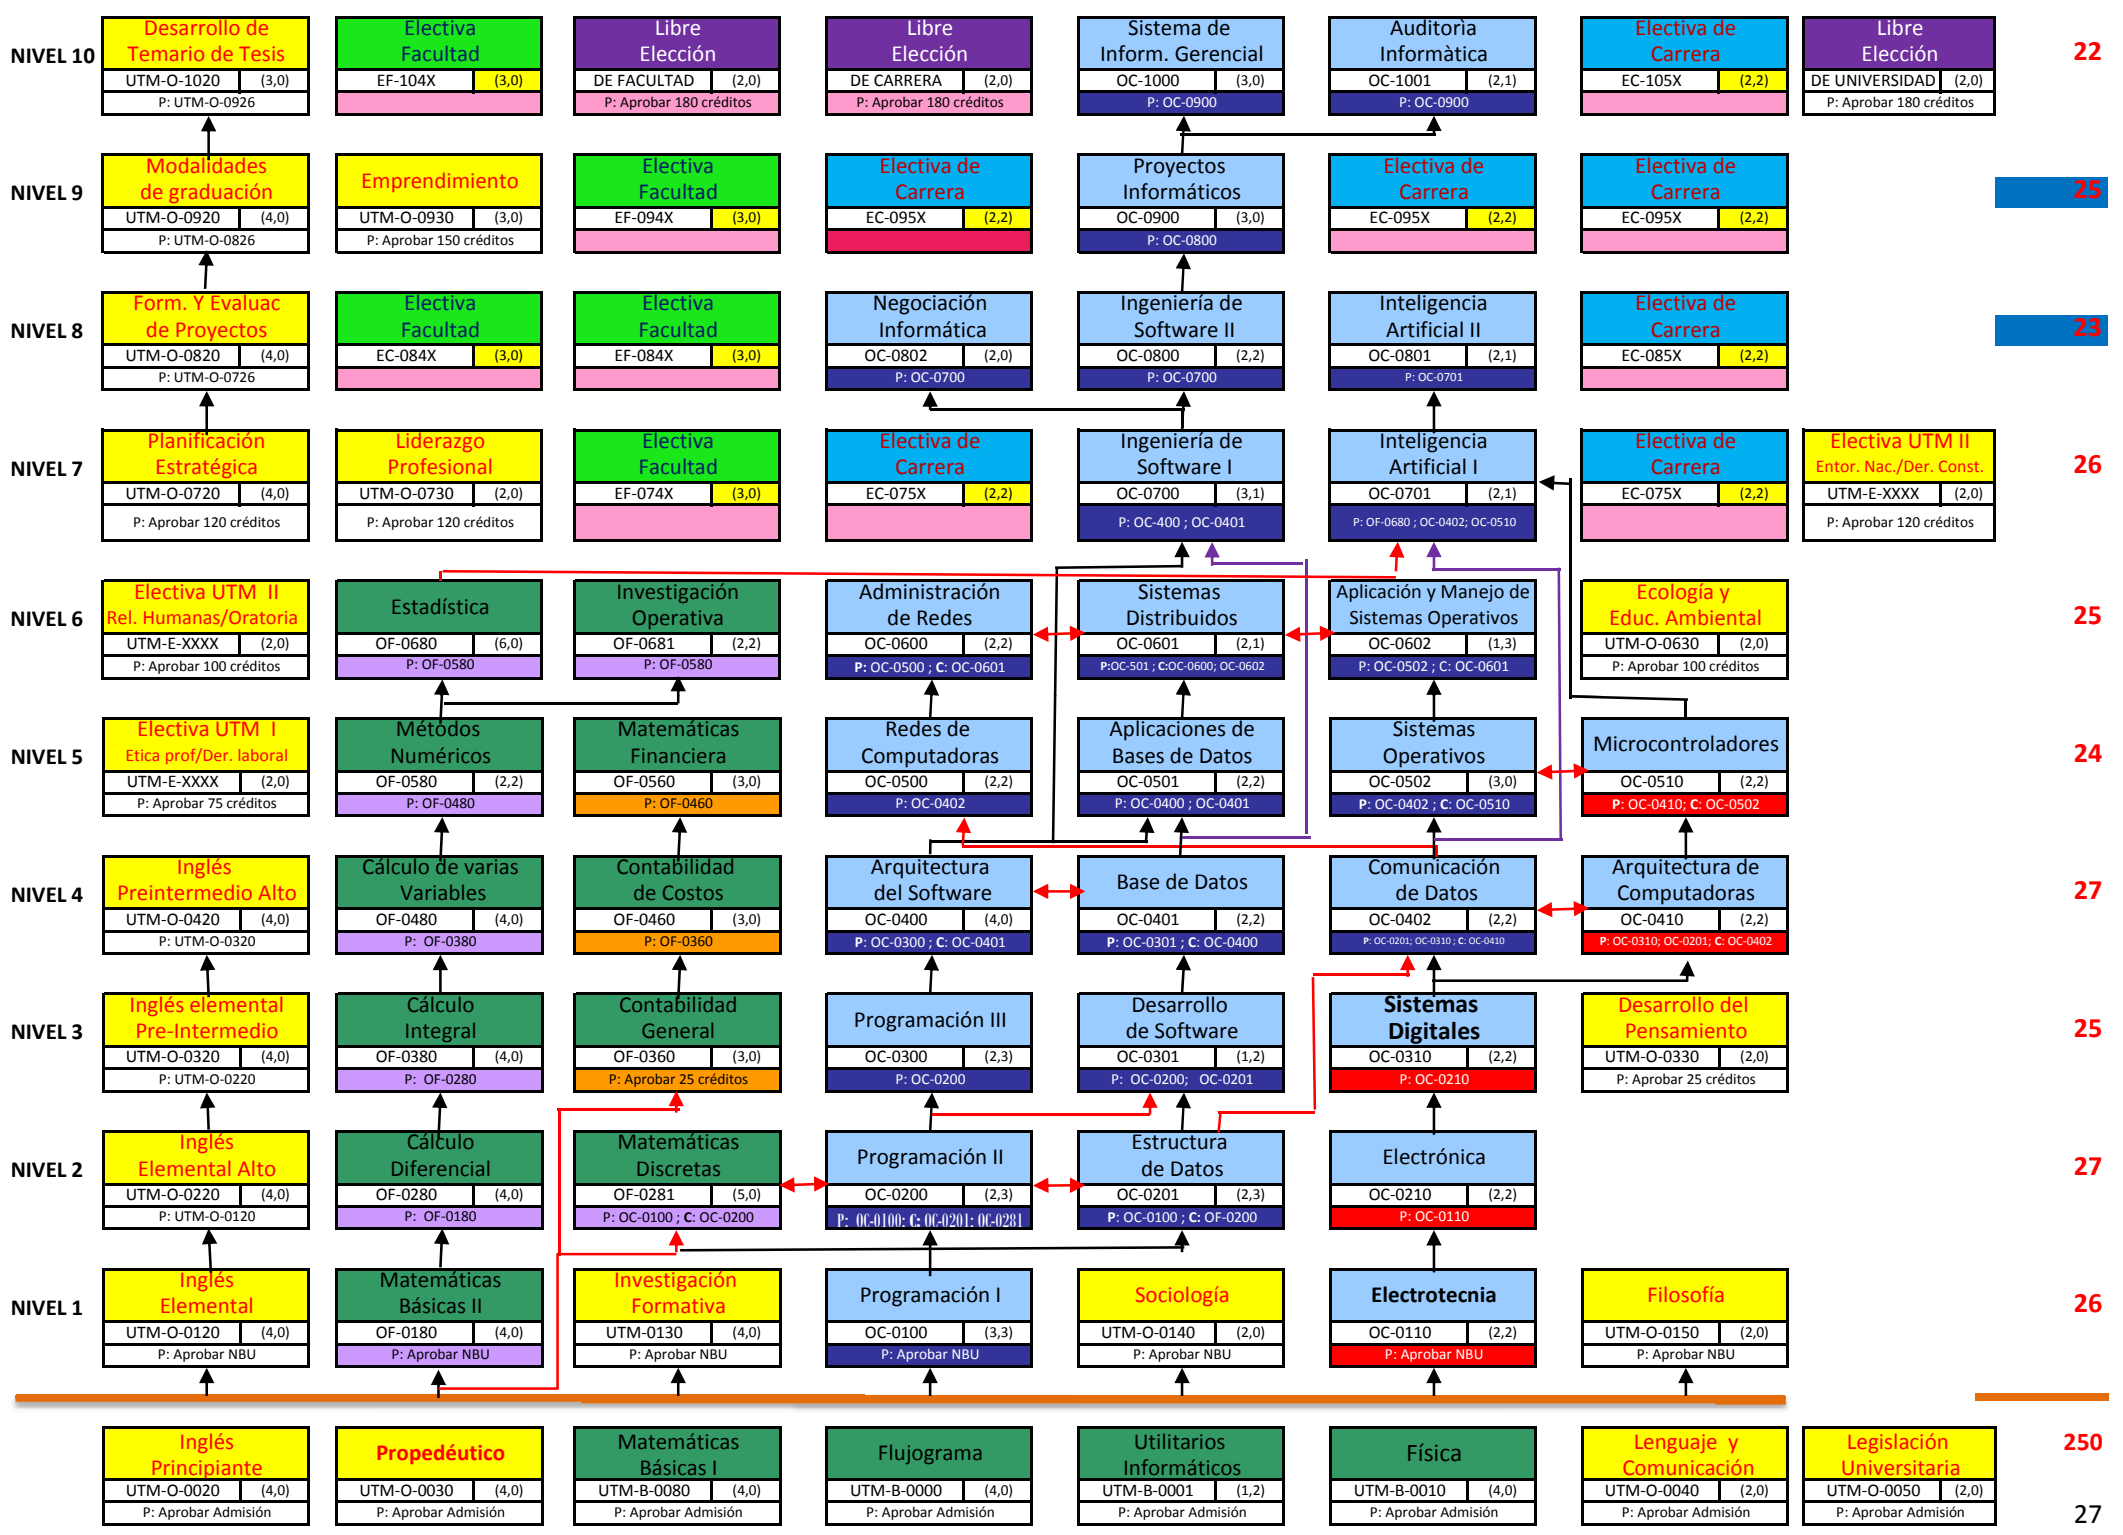 NIVEL 10
Desarrollo de
Temario de Tesis
UTM-O-1020 (3,0)
P: UTM-O-0926
Electiva
Facultad
EF-104X (3,0)
Libre
Elección
DE FACULTAD (2,0)
P: Aprobar 180 créditos
Libre
Elección
DE CARRERA (2,0)
P: Aprobar 180 créditos
Sistema de
Inform. Gerencial
OC-1000 (3,0)
P: OC-0900
Auditorìa
Informàtica
OC-1001 (2,1)
P: OC-0900
Electiva de
Carrera
EC-105X (2,2)
Libre
Elección
DE UNIVERSIDAD (2,0)
P: Aprobar 180 créditos
22
NIVEL 9
Modalidades
de graduación
UTM-O-0920 (4,0)
P: UTM-O-0826
Emprendimiento
UTM-O-0930 (3,0)
P: Aprobar 150 créditos
Electiva
Facultad
EF-094X (3,0)
Electiva de
Carrera
EC-095X (2,2)
Proyectos
Informáticos
OC-0900 (3,0)
P: OC-0800
Electiva de
Carrera
EC-095X (2,2)
Electiva de
Carrera
EC-095X (2,2)
25
NIVEL 8
Form. Y Evaluac
de Proyectos
UTM-O-0820 (4,0)
P: UTM-O-0726
Electiva
Facultad
EC-084X (3,0)
Electiva
Facultad
EF-084X (3,0)
Negociación
Informática
OC-0802 (2,0)
P: OC-0700
Ingeniería de
Software II
OC-0800 (2,2)
P: OC-0700
Inteligencia
Artificial II
OC-0801 (2,1)
P: OC-0701
Electiva de
Carrera
EC-085X (2,2)
23
NIVEL 7
Planificación
Estratégica
UTM-O-0720 (4,0)
P: Aprobar 120 créditos
Liderazgo
Profesional
UTM-O-0730 (2,0)
P: Aprobar 120 créditos
Electiva
Facultad
EF-074X (3,0)
Electiva de
Carrera
EC-075X (2,2)
Ingeniería de
Software I
OC-0700 (3,1)
P: OC-400 ; OC-0401
Inteligencia
Artificial I
OC-0701 (2,1)
P: OF-0680 ; OC-0402; OC-0510
Electiva de
Carrera
EC-075X (2,2)
Electiva UTM II
Entor. Nac./Der. Const.
UTM-E-XXXX (2,0)
P: Aprobar 120 créditos
26
NIVEL 6
Electiva UTM II
Rel. Humanas/Oratoria
UTM-E-XXXX (2,0)
P: Aprobar 100 créditos
Estadística
OF-0680 (6,0)
P: OF-0580
Investigación
Operativa
OF-0681 (2,2)
P: OF-0580
Administración
de Redes
OC-0600 (2,2)
P: OC-0500 ; C: OC-0601
Sistemas
Distribuidos
OC-0601 (2,1)
P:OC-501 ; C:OC-0600; OC-0602
Aplicación y Manejo de
Sistemas Operativos
OC-0602 (1,3)
P: OC-0502 ; C: OC-0601
Ecología y
Educ. Ambiental
UTM-O-0630 (2,0)
P: Aprobar 100 créditos
25
NIVEL 5
Electiva UTM I
Etica prof/Der. laboral
UTM-E-XXXX (2,0)
P: Aprobar 75 créditos
Métodos
Numéricos
OF-0580 (2,2)
P: OF-0480
Matemáticas
Financiera
OF-0560 (3,0)
P: OF-0460
Redes de
Computadoras
OC-0500 (2,2)
P: OC-0402
Aplicaciones de
Bases de Datos
OC-0501 (2,2)
P: OC-0400 ; OC-0401
Sistemas
Operativos
OC-0502 (3,0)
P: OC-0402 ; C: OC-0510
Microcontroladores
OC-0510 (2,2)
P: OC-0410; C: OC-0502
24
NIVEL 4
Inglés
Preintermedio Alto
UTM-O-0420 (4,0)
P: UTM-O-0320
Cálculo de varias
Variables
OF-0480 (4,0)
P: OF-0380
Contabilidad
de Costos
OF-0460 (3,0)
P: OF-0360
Arquitectura
del Software
OC-0400 (4,0)
P: OC-0300 ; C: OC-0401
Base de Datos
OC-0401 (2,2)
P: OC-0301 ; C: OC-0400
Comunicación
de Datos
OC-0402 (2,2)
P: OC-0201; OC-0310 ; C: OC-0410
Arquitectura de
Computadoras
OC-0410 (2,2)
P: OC-0310; OC-0201; C: OC-0402
27
NIVEL 3
Inglés elemental
Pre-Intermedio
UTM-O-0320 (4,0)
P: UTM-O-0220
Cálculo
Integral
OF-0380 (4,0)
P: OF-0280
Contabilidad
General
OF-0360 (3,0)
P: Aprobar 25 créditos
Programación III
OC-0300 (2,3)
P: OC-0200
Desarrollo
de Software
OC-0301 (1,2)
P: OC-0200; OC-0201
Sistemas
Digitales
OC-0310 (2,2)
P: OC-0210
Desarrollo del
Pensamiento
UTM-O-0330 (2,0)
P: Aprobar 25 créditos
25
NIVEL 2
Inglés
Elemental Alto
UTM-O-0220 (4,0)
P: UTM-O-0120
Cálculo
Diferencial
OF-0280 (4,0)
P: OF-0180
Matemáticas
Discretas
OF-0281 (5,0)
P: OC-0100 ; C: OC-0200
Programación II
OC-0200 (2,3)
P: OC-0100; C: OC-0201; OC-0281
Estructura
de Datos
OC-0201 (2,3)
P: OC-0100 ; C: OF-0200
Electrónica
OC-0210 (2,2)
P: OC-0110
27
NIVEL 1
Inglés
Elemental
UTM-O-0120 (4,0)
P: Aprobar NBU
Matemáticas
Básicas II
OF-0180 (4,0)
P: Aprobar NBU
Investigación
Formativa
UTM-0130 (4,0)
P: Aprobar NBU
Programación I
OC-0100 (3,3)
P: Aprobar NBU
Sociología
UTM-O-0140 (2,0)
P: Aprobar NBU
Electrotecnia
OC-0110 (2,2)
P: Aprobar NBU
Filosofía
UTM-O-0150 (2,0)
P: Aprobar NBU
26
Inglés
Principiante
UTM-O-0020 (4,0)
P: Aprobar Admisión
Propedéutico
UTM-O-0030 (4,0)
P: Aprobar Admisión
Matemáticas
Básicas I
UTM-B-0080 (4,0)
P: Aprobar Admisión
Flujograma
UTM-B-0000 (4,0)
P: Aprobar Admisión
Utilitarios
Informáticos
UTM-B-0001 (1,2)
P: Aprobar Admisión
Física
UTM-B-0010 (4,0)
P: Aprobar Admisión
Lenguaje y
Comunicación
UTM-O-0040 (2,0)
P: Aprobar Admisión
Legislación
Universitaria
UTM-O-0050 (2,0)
P: Aprobar Admisión
250
27